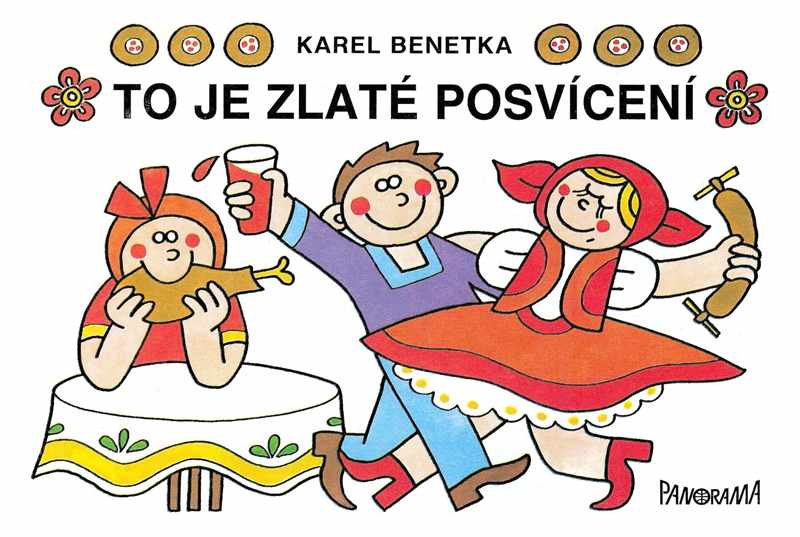 KAREL BENETKA
TO JE ZLATÉ POSVÍCENÍ
PANORAMA